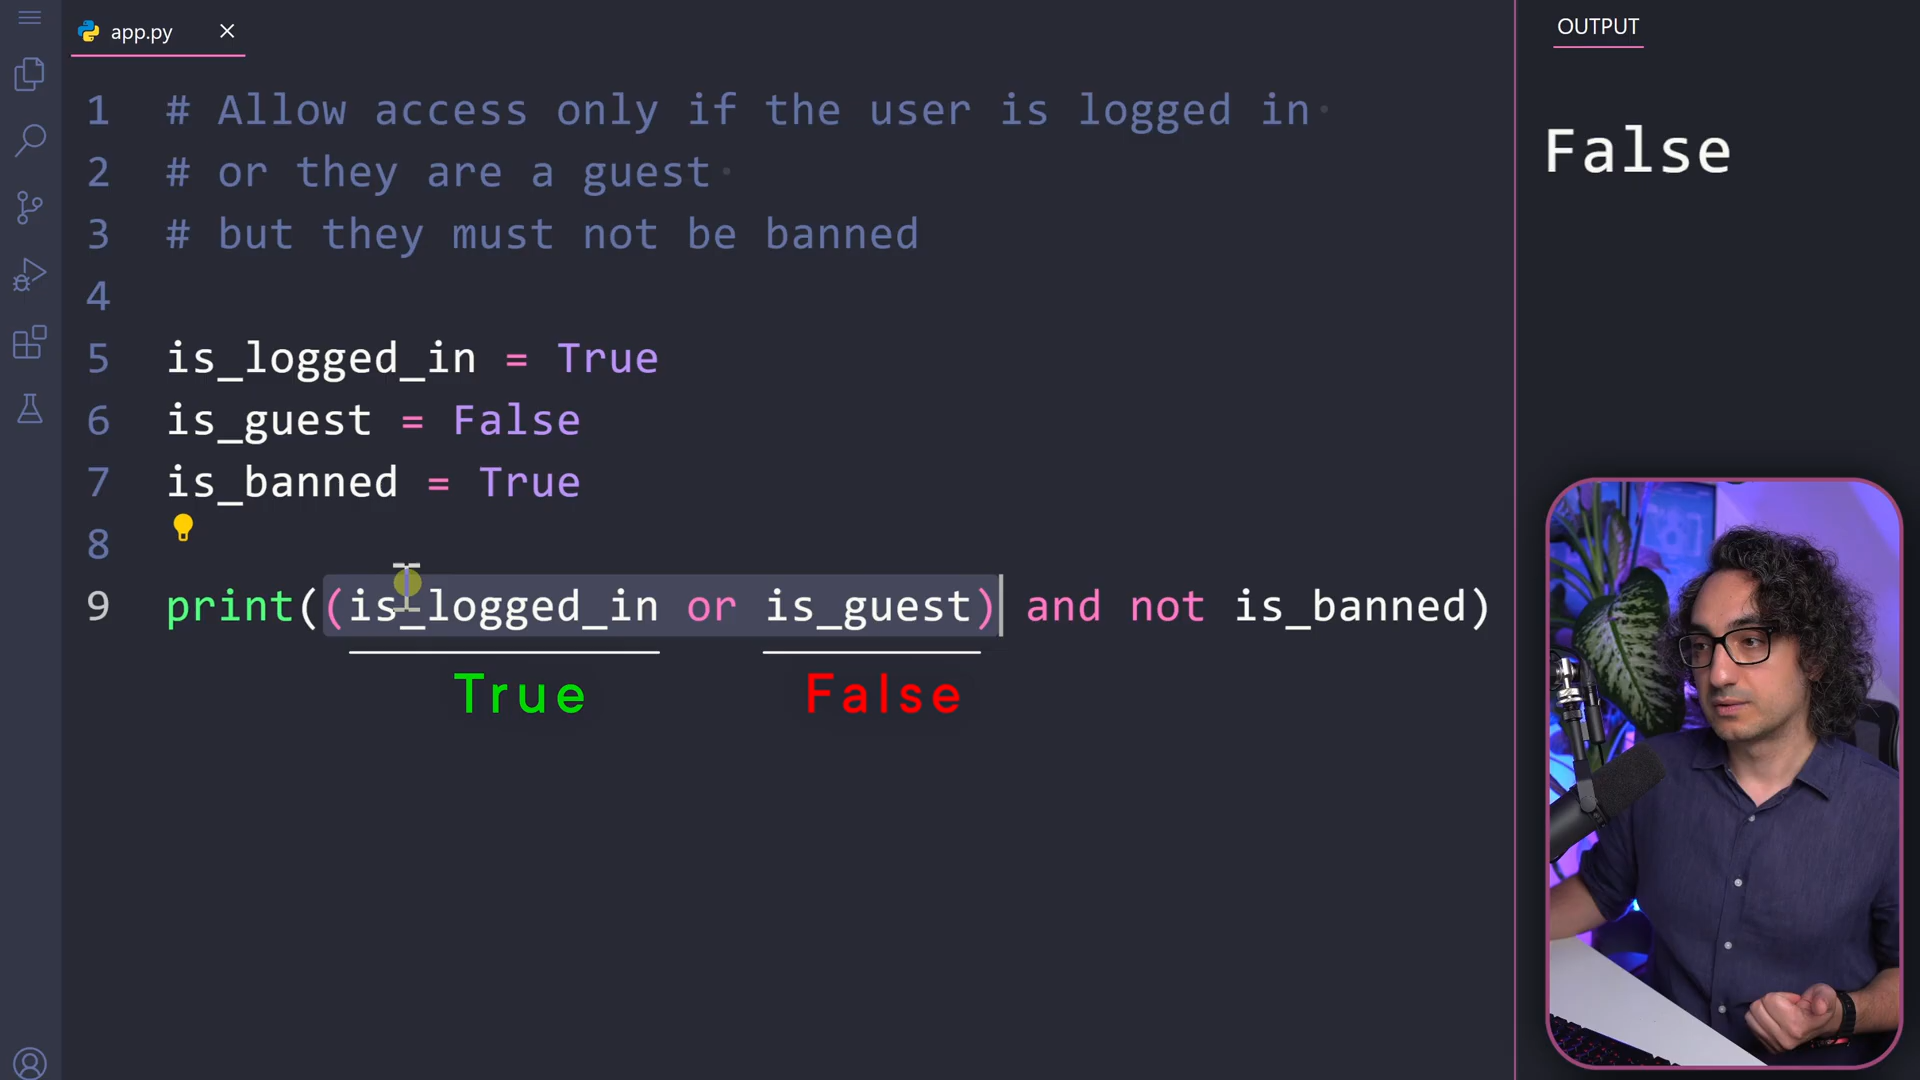 app.py
OUTPUT
1 # Allow access only if the user is logged in
2 # or they are a guest
3 # but they must not be banned
4
5 is_logged_in = True
6 is_guest = False
7 is_banned = True
8
9 print((is_logged_in or is_guest) and not is_banned)
True False
False